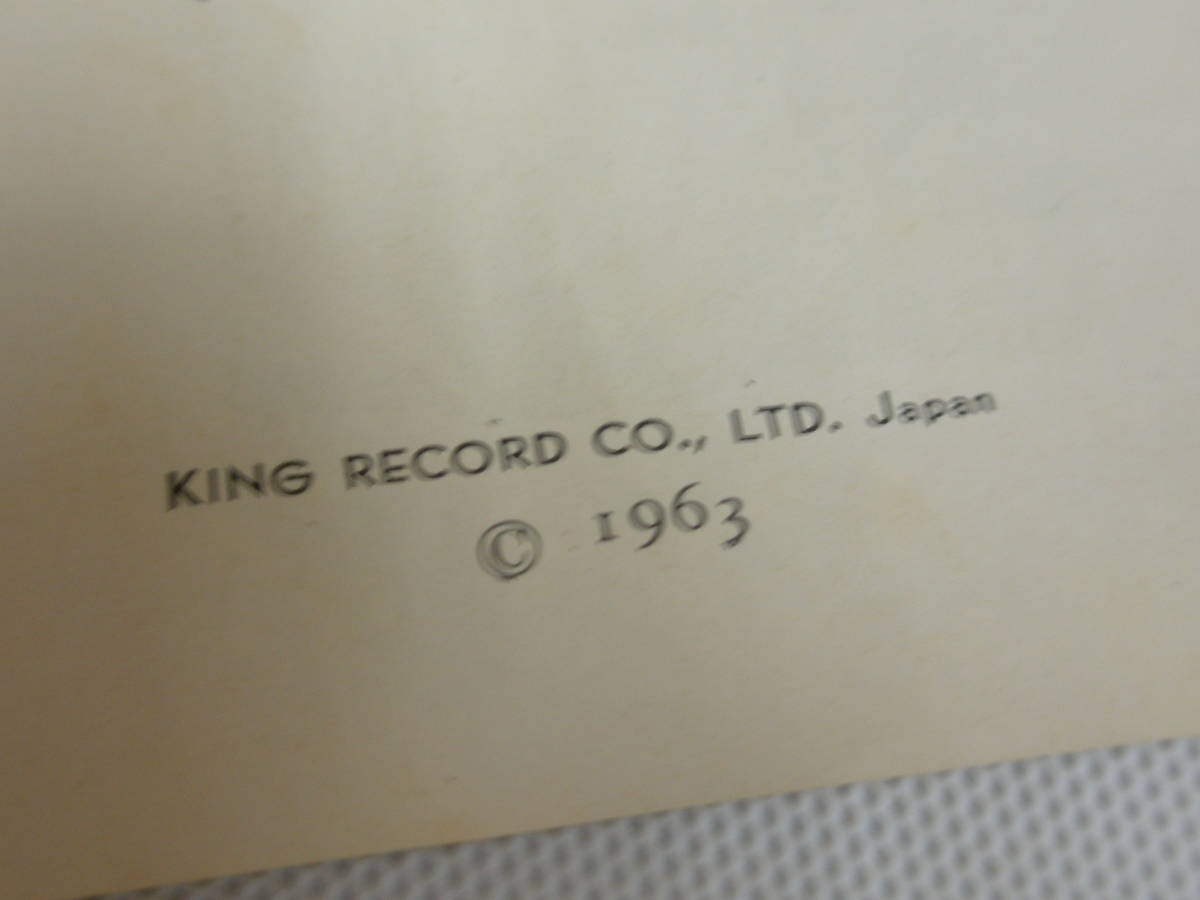 KING RECORD CO., LTD. Japan
© 1963